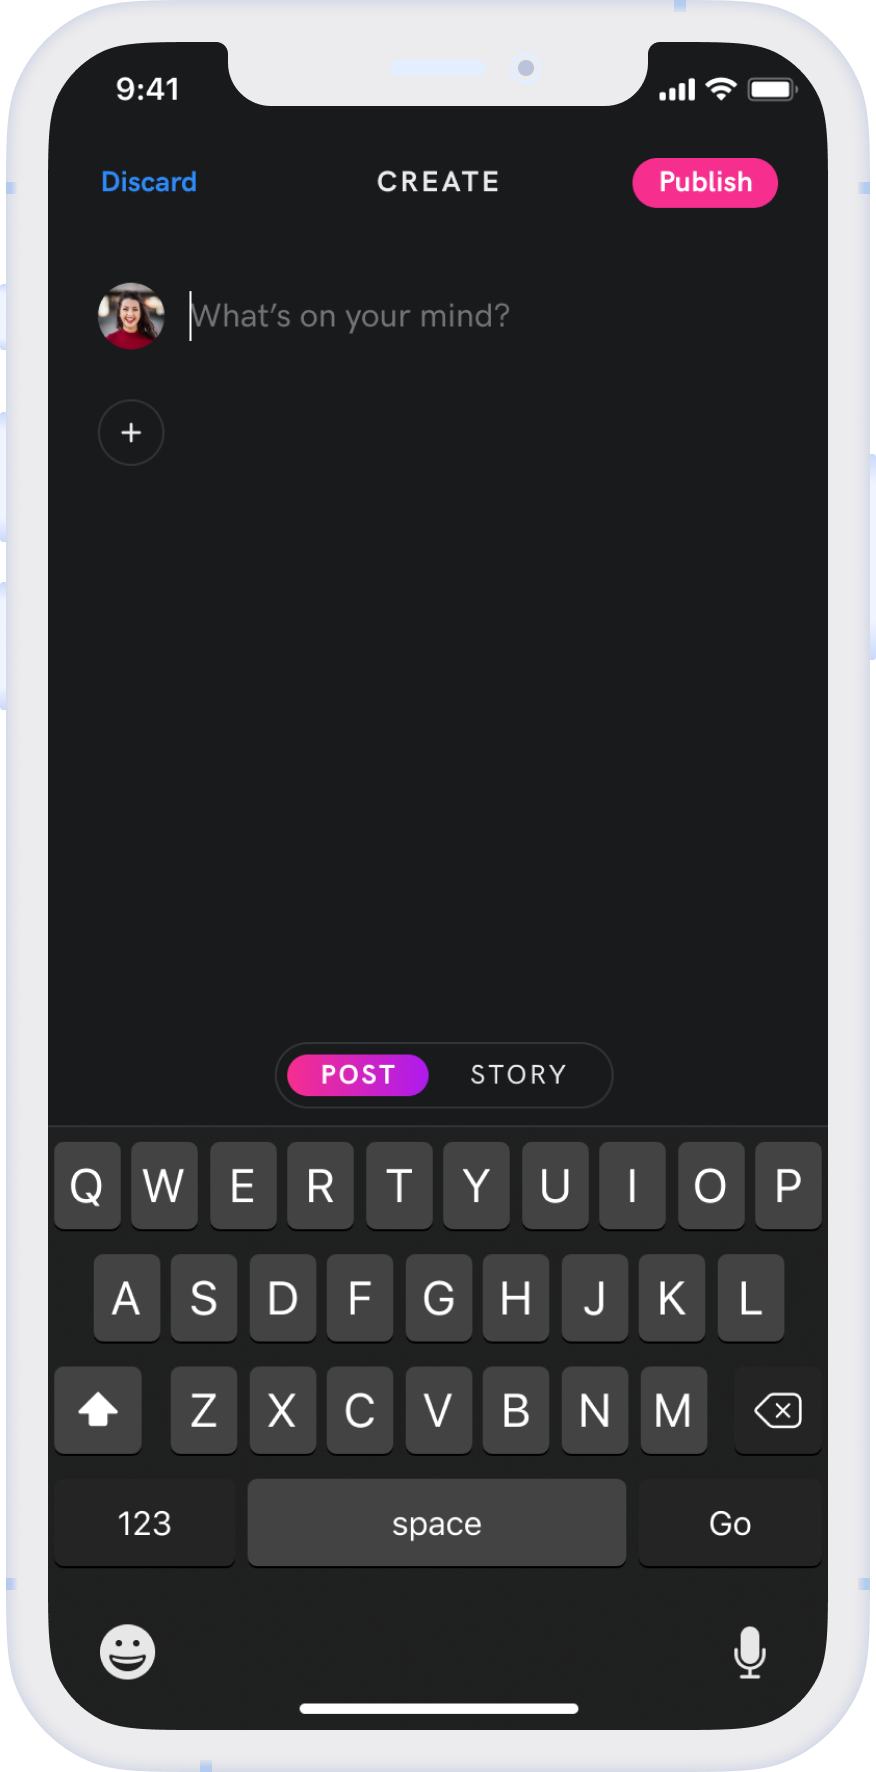 9:41
Discard CREATE Publish
What's on your mind?
+
POST STORY
Q W E R T Y U I O P
A S D F G H J K L
Z X C V B N M
123 space Go